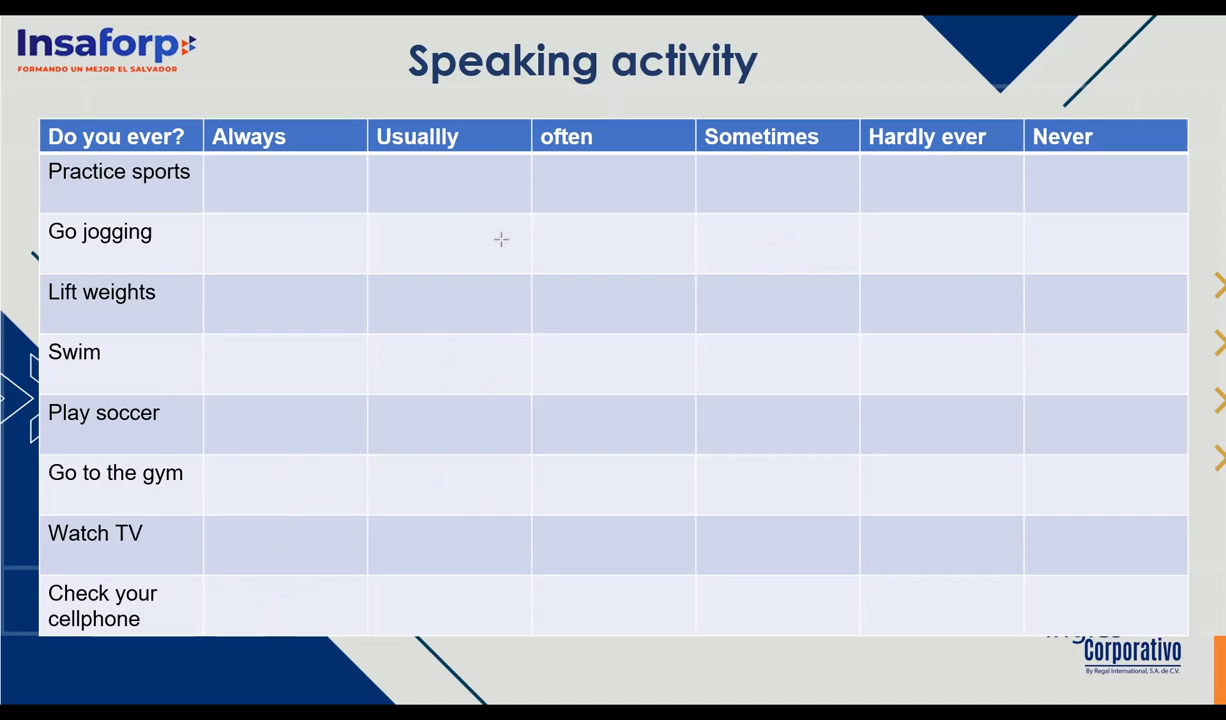 Insaforp
FORMANDO UN MEJOR EL SALVADOR
Speaking activity
Do you ever? Always Usuallly often Sometimes Hardly ever Never
Practice sports
Go jogging
Lift weights
Swim
Play soccer
Go to the gym
Watch TV
Check your
cellphone
Corporativo
By Regal International, S.A. de C.V.